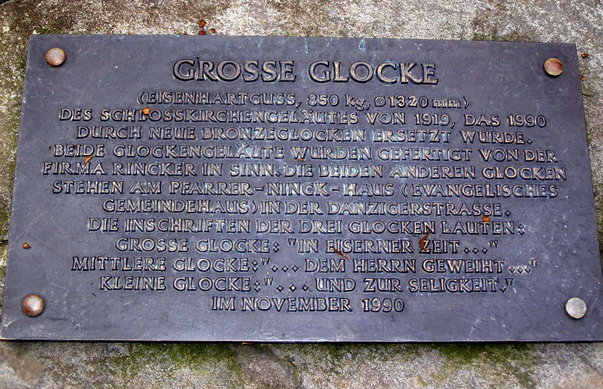 GROSSE GLOCKE
(EISENHARTGUSS, 850 kg, ⌀ 1320 mm)
DES SCHLOSSKIRCHENGELÄUTES VON 1919, DAS 1990
DURCH NEUE BRONZEGLOCKEN ERSETZT WURDE.
BEIDE GLOCKENGELÄUTE WURDEN GEFERTIGT VON DER
FIRMA RINCKER IN SINN. DIE BEIDEN ANDEREN GLOCKEN
STEHEN AM PFARRER-NINCK-HAUS (EVANGELISCHES
GEMEINDEHAUS) IN DER DANZIGERSTRASSE.
DIE INSCHRIFTEN DER DREI GLOCKEN LAUTEN:
GROSSE GLOCKE: "IN EISERNER ZEIT..."
MITTLERE GLOCKE: "... DEM HERRN GEWEIHT..."
KLEINE GLOCKE: "... UND ZUR SELIGKEIT."
IM NOVEMBER 1990